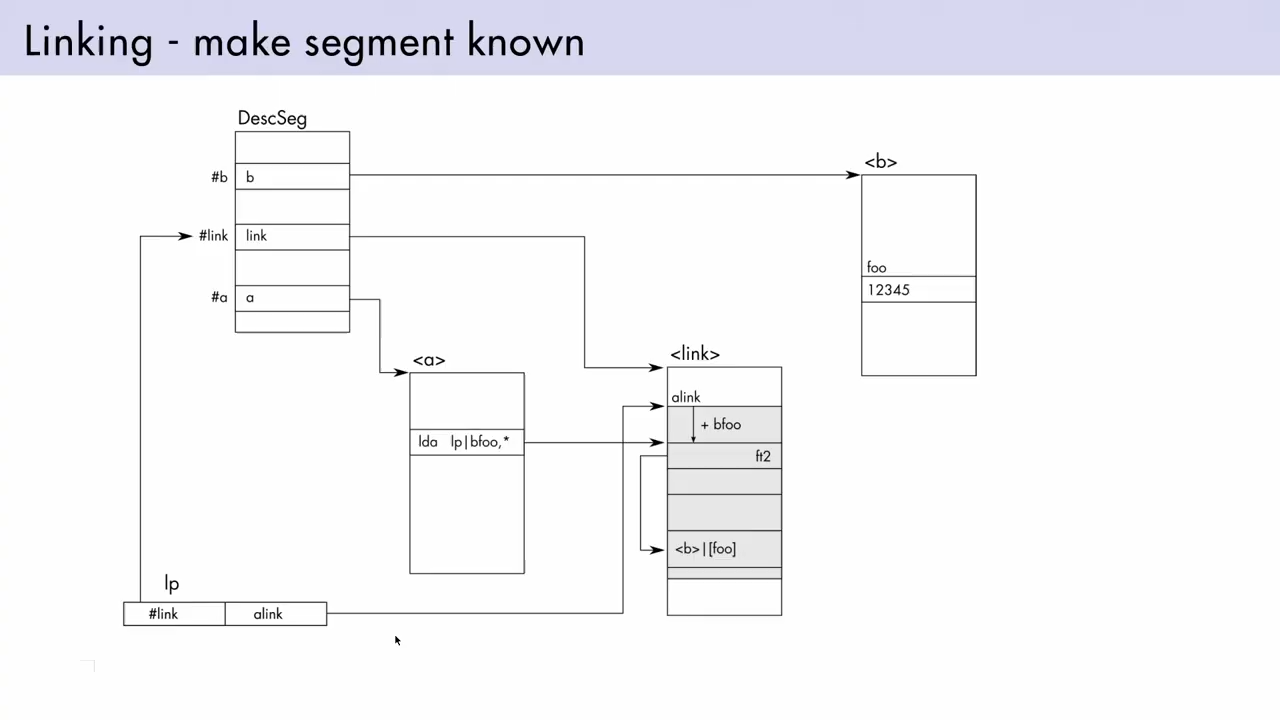 Linking - make segment known
DescSeg
#b
b
#link
link
#a
a
<b>
foo
12345
<a>
lda lp|bfoo,*
<link>
alink
+ bfoo
ft2
<b>|[foo]
lp
#link
alink